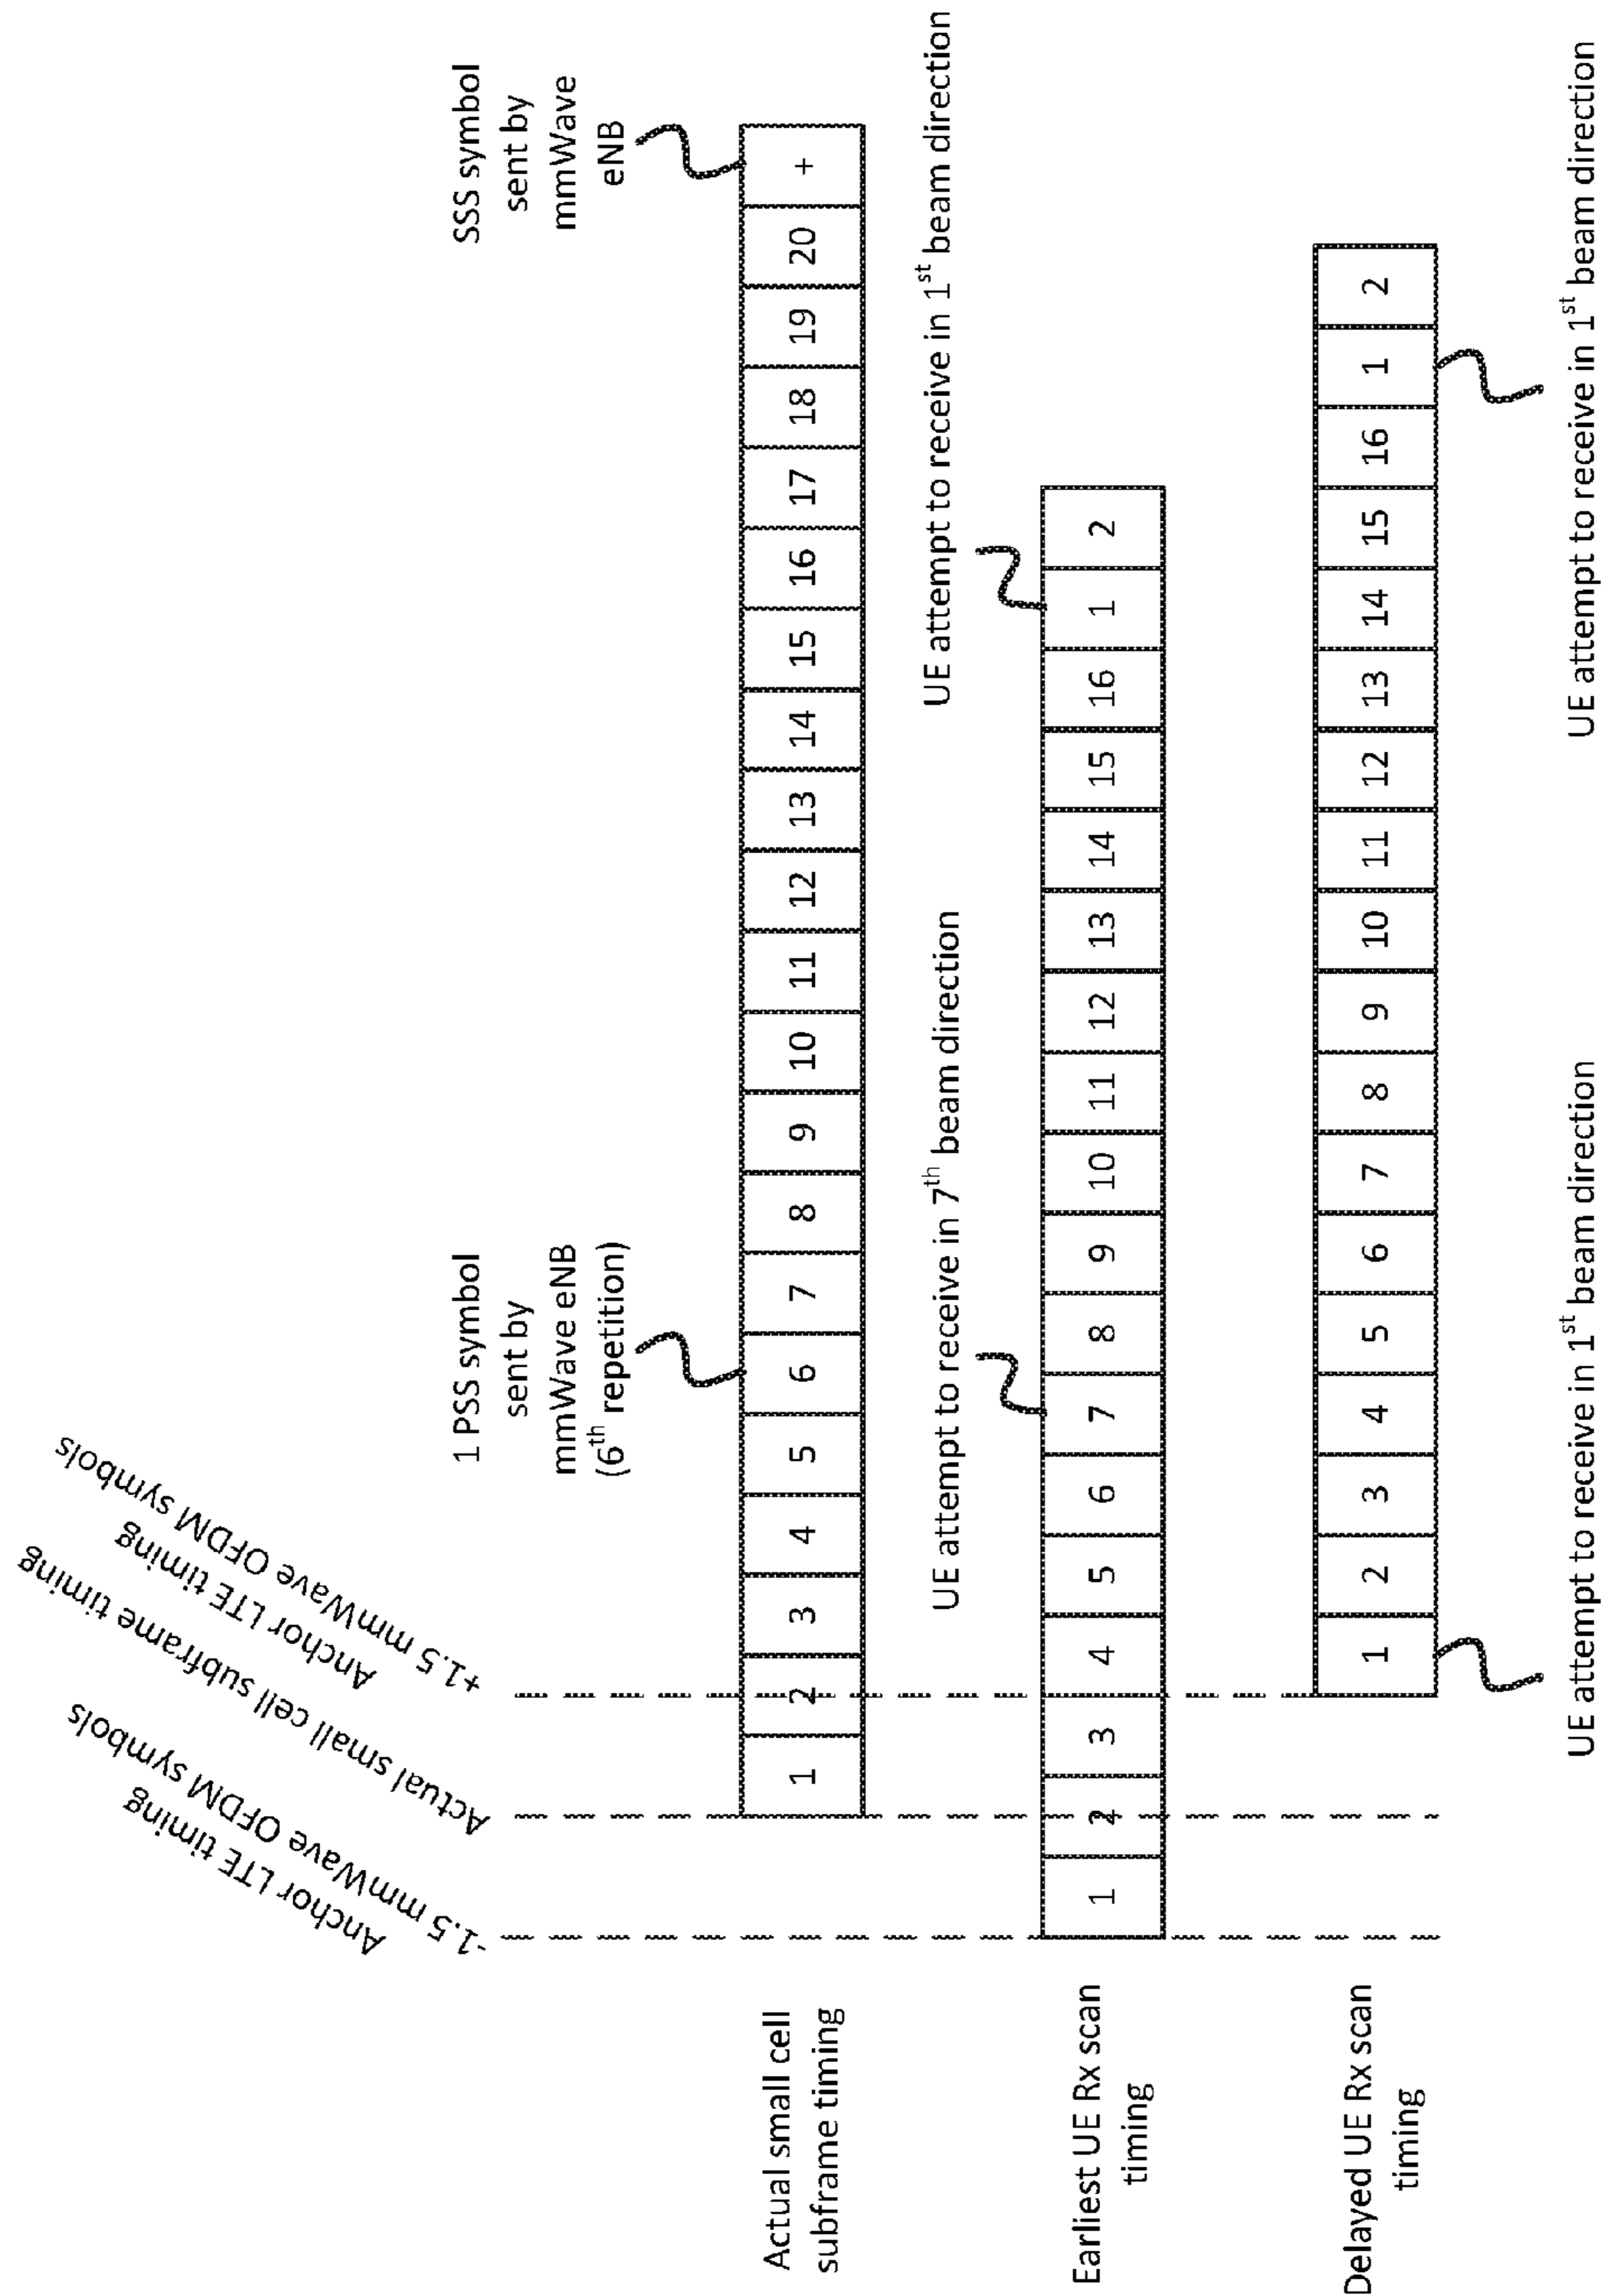 Anchor LTE timing
-1.5 mmWave OFDM symbols
Actual small cell subframe timing
Anchor LTE timing
+1.5 mmWave OFDM symbols
1 PSS symbol
sent by
mmWave eNB
(6th repetition)
SSS symbol
sent by
mmWave
eNB
Actual small cell
subframe timing
1 2 3 4 5 6 7 8 9 10 11 12 13 14 15 16 17 18 19 20 +
UE attempt to receive in 7th beam direction
UE attempt to receive in 1st beam direction
Earliest UE Rx scan
timing
1 2 3 4 5 6 7 8 9 10 11 12 13 14 15 16 1 2
Delayed UE Rx scan
timing
1 2 3 4 5 6 7 8 9 10 11 12 13 14 15 16 1 2
UE attempt to receive in 1st beam direction
UE attempt to receive in 1st beam direction